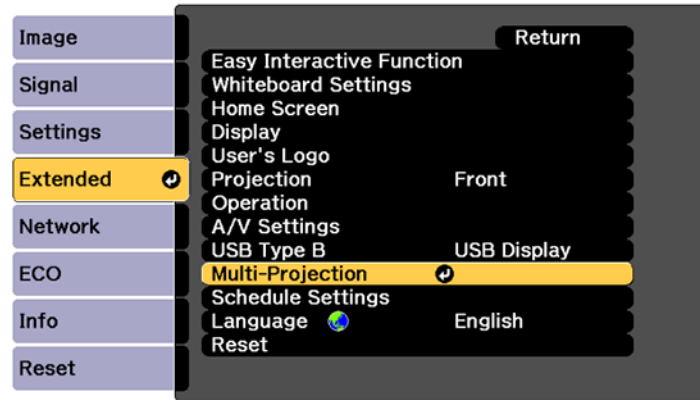 Image
Signal
Settings
Extended
Network
ECO
Info
Reset
Return
Easy Interactive Function
Whiteboard Settings
Home Screen
Display
User's Logo
Projection Front
Operation
A/V Settings
USB Type B USB Display
Multi-Projection
Schedule Settings
Language English
Reset